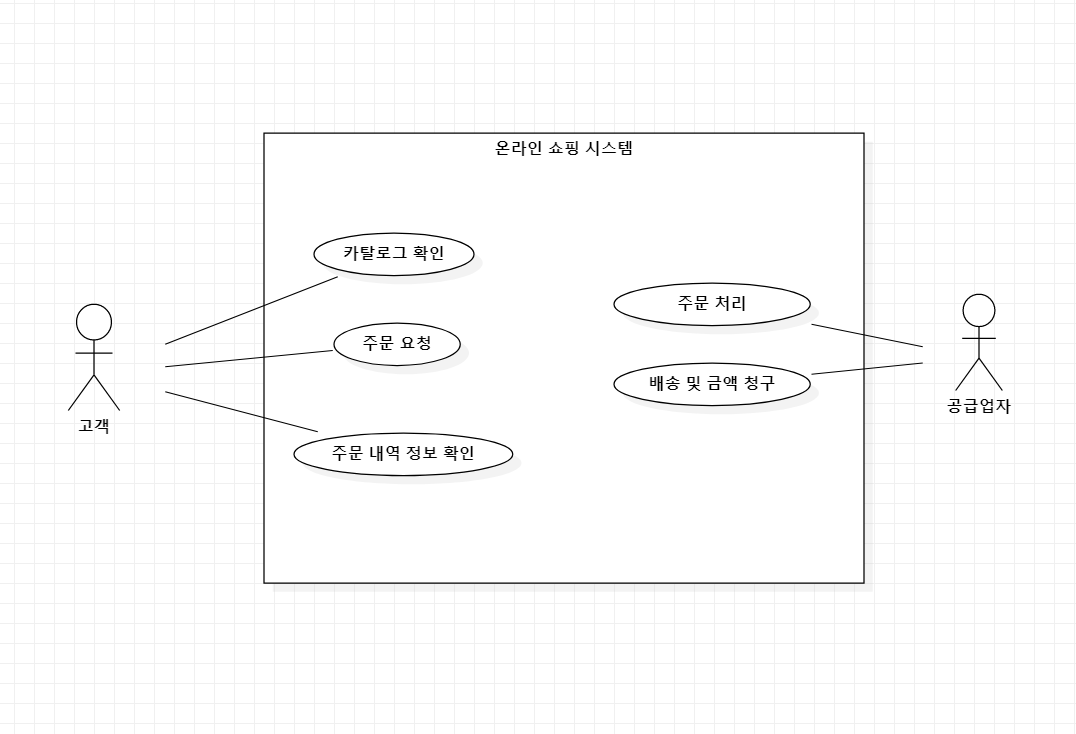 온라인 쇼핑 시스템
카탈로그 확인
주문 요청
주문 내역 정보 확인
주문 처리
배송 및 금액 청구
고객
공급업자